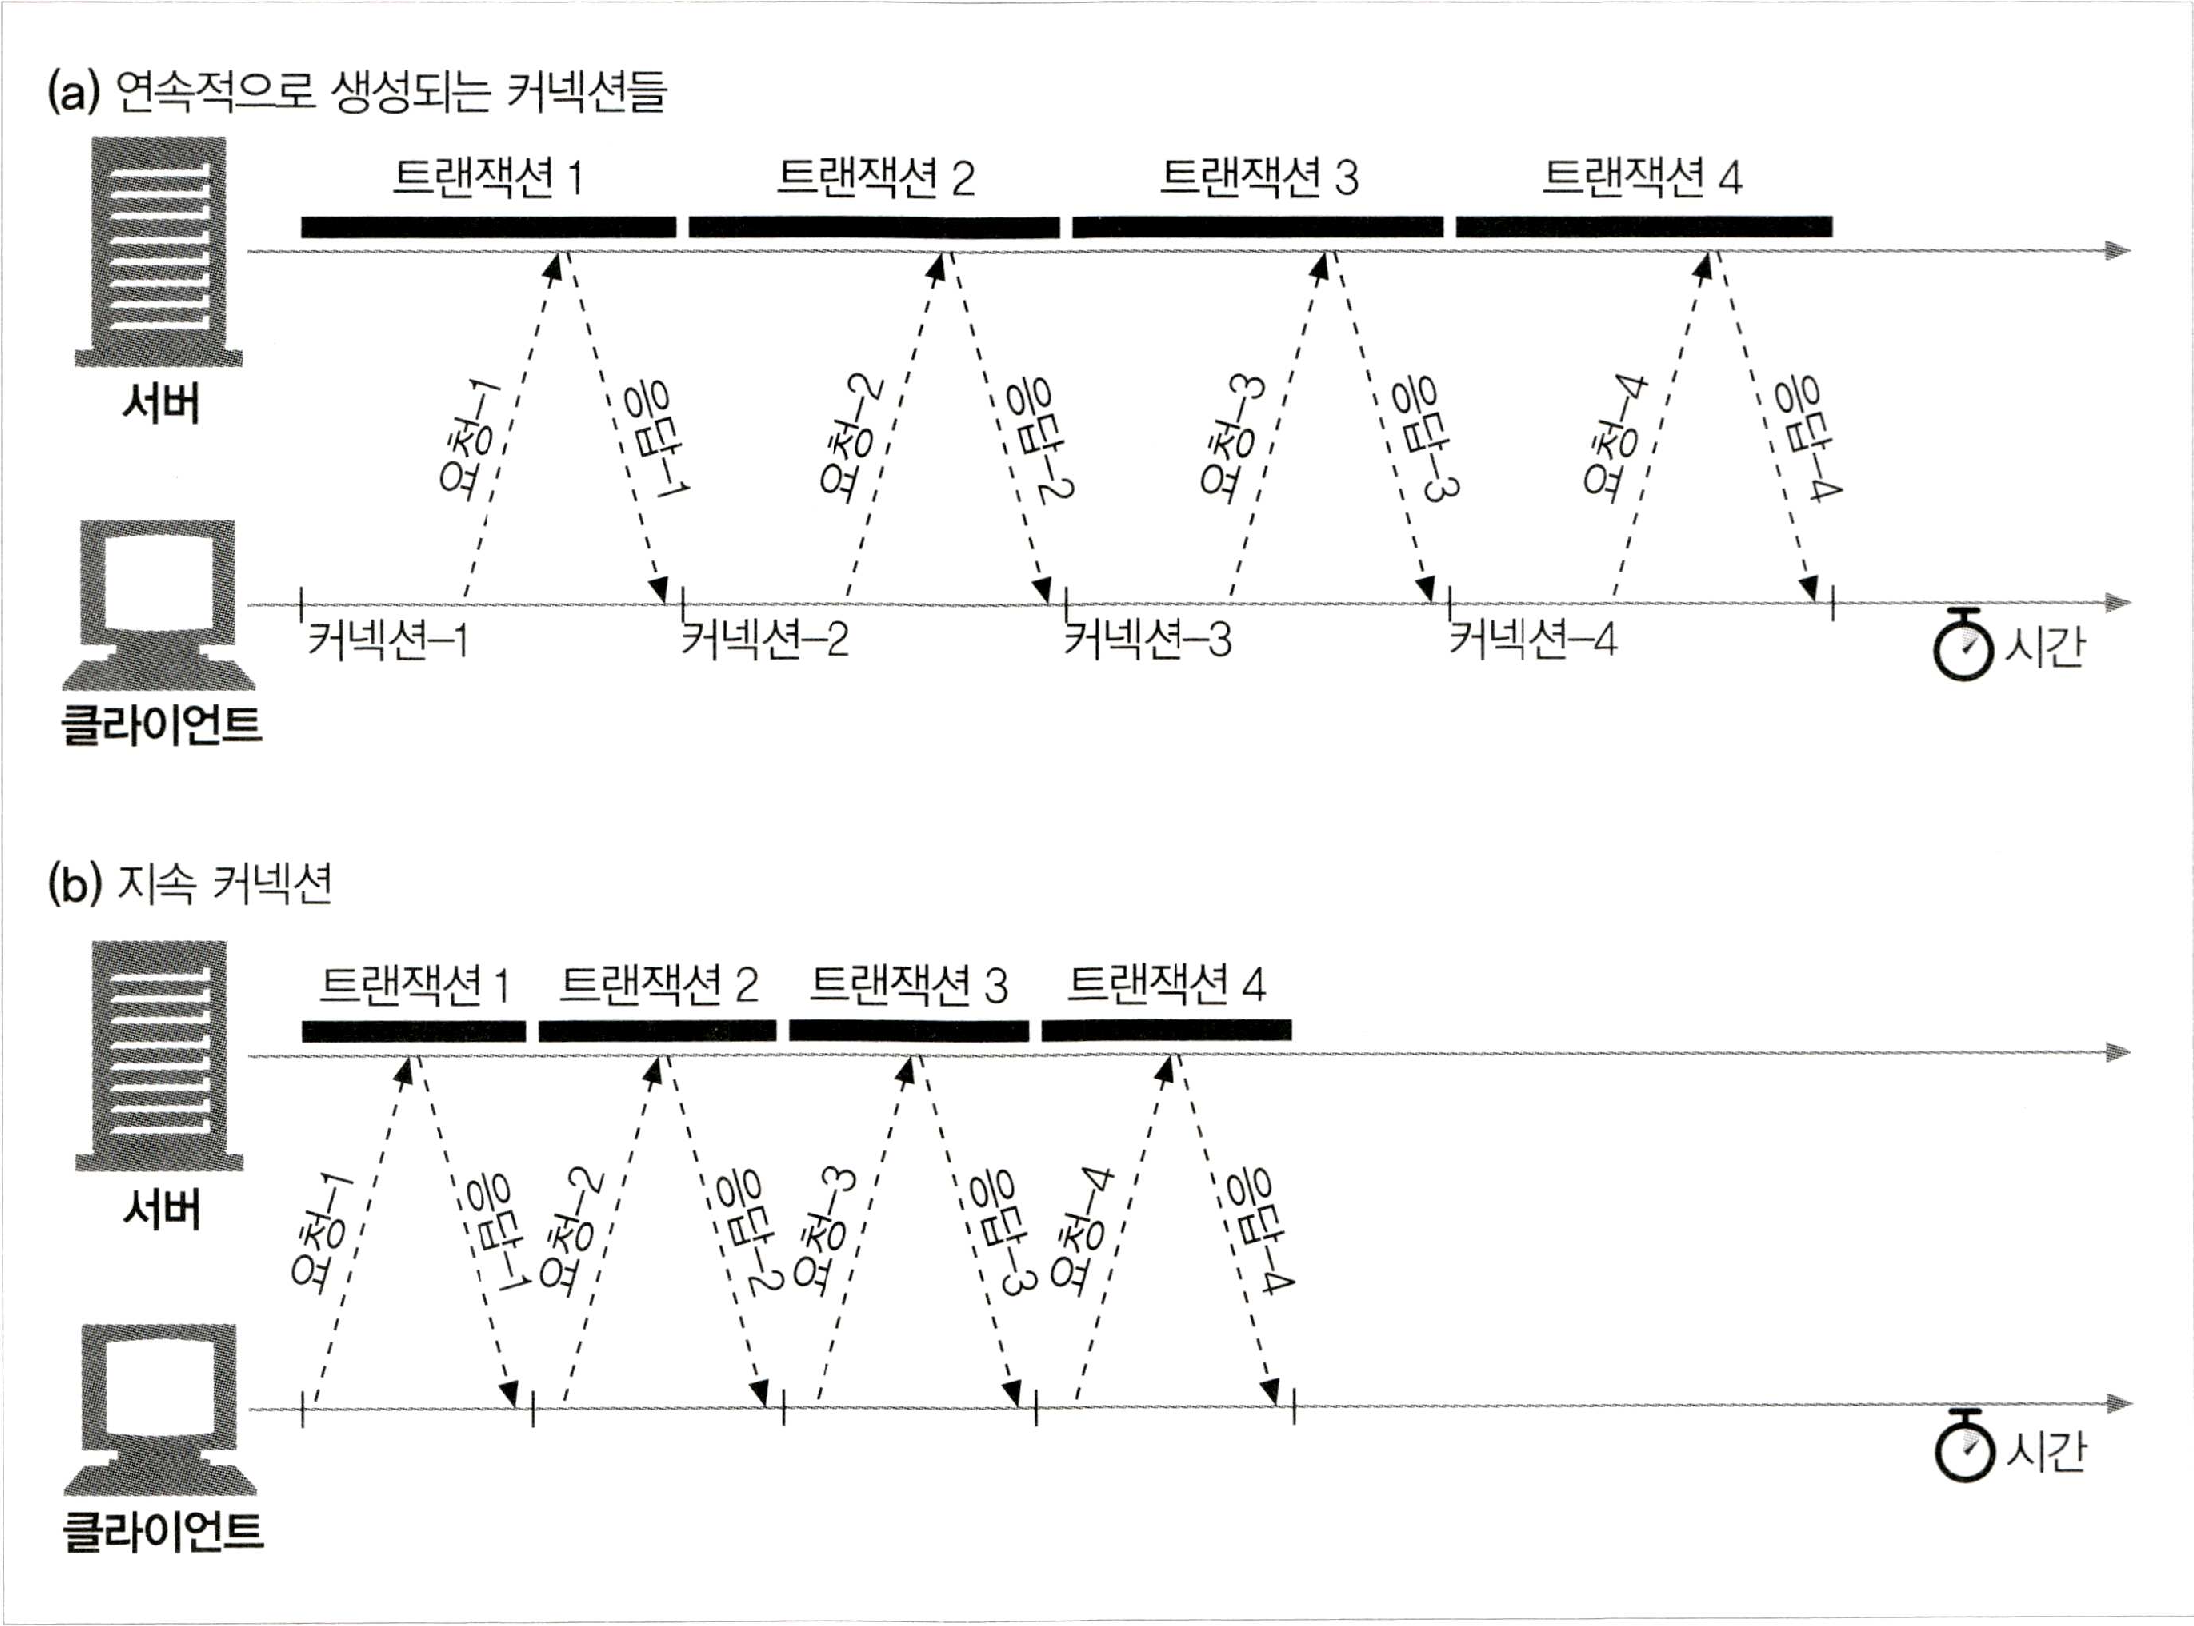 (a) 연속적으로 생성되는 커넥션들
트랜잭션 1 트랜잭션 2 트랜잭션 3 트랜잭션 4
서버
요청-1 응답-1 요청-2 응답-2 요청-3 응답-3 요청-4 응답-4
커넥션-1 커넥션-2 커넥션-3 커넥션-4 시간
클라이언트
(b) 지속 커넥션
트랜잭션 1 트랜잭션 2 트랜잭션 3 트랜잭션 4
서버
요청-1 응답-1 요청-2 응답-2 요청-3 응답-3 요청-4 응답-4
시간
클라이언트